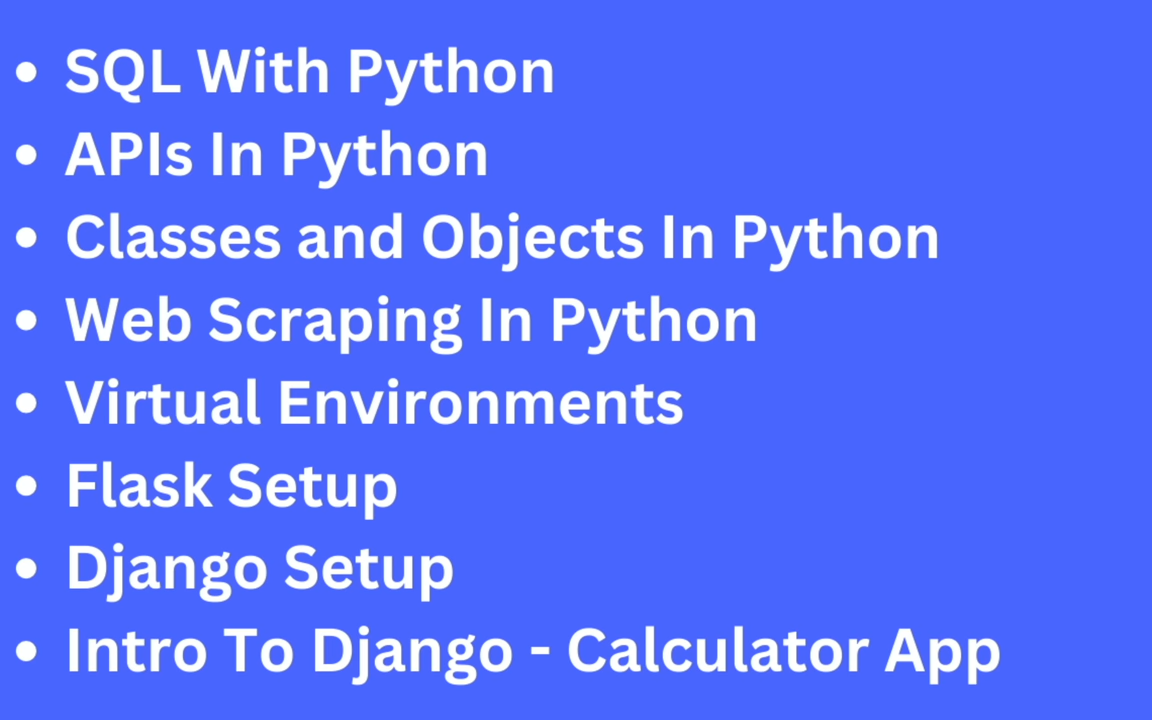 • SQL With Python
• APIs In Python
• Classes and Objects In Python
• Web Scraping In Python
• Virtual Environments
• Flask Setup
• Django Setup
• Intro To Django - Calculator App